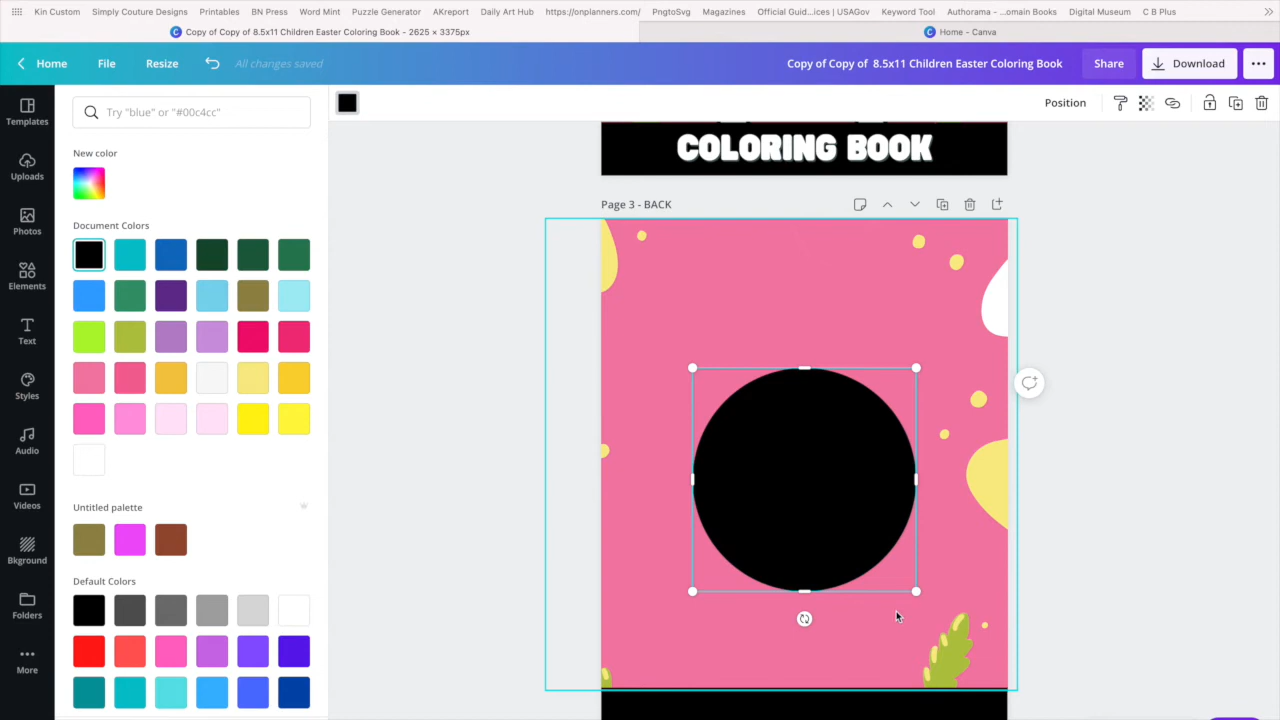 Kin Custom
Simply Couture Designs
Printables
BN Press
Word Mint
Puzzle Generator
AKreport
Daily Art Hub
https://onplanners.com/
PngtoSvg
Magazines
Official Guid...ices | USAGov
Keyword Tool
Authorama - ...omain Books
Digital Museum
C B Plus
Copy of Copy of 8.5x11 Children Easter Coloring Book - 2625 × 3375px
Home - Canva
Home
File
Resize
All changes saved
Copy of Copy of 8.5x11 Children Easter Coloring Book
Share
Download
Templates
Uploads
Photos
Elements
Text
Styles
Audio
Videos
Bkground
Folders
More
Try "blue" or "#00c4cc"
New color
Document Colors
Untitled palette
Default Colors
Position
COLORING BOOK
Page 3 - BACK